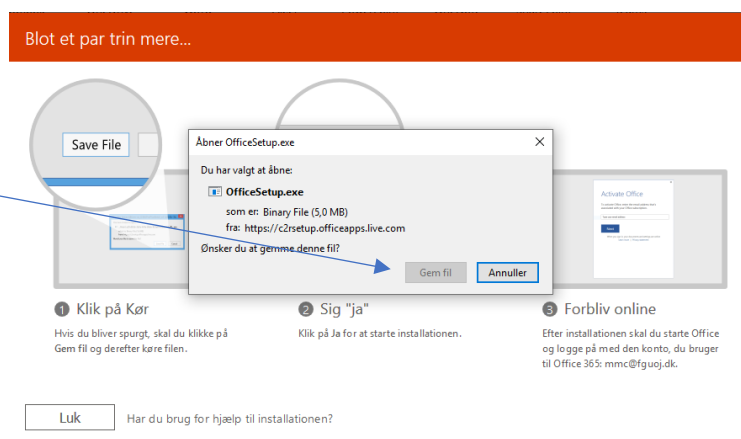 Blot et par trin mere...
Save File
Åbner OfficeSetup.exe
Du har valgt at åbne:
OfficeSetup.exe
som er: Binary File (5,0 MB)
fra: https://c2rsetup.officeapps.live.com
Ønsker du at gemme denne fil?
Gem fil
Annuller
Activate Office
1 Klik på Kør
Hvis du bliver spurgt, skal du klikke på
Gem fil og derefter køre filen.
2 Sig "ja"
Klik på Ja for at starte installationen.
3 Forbliv online
Efter installationen skal du starte Office
og logge på med den konto, du bruger
til Office 365: mmc@fguoj.dk.
Luk
Har du brug for hjælp til installationen?